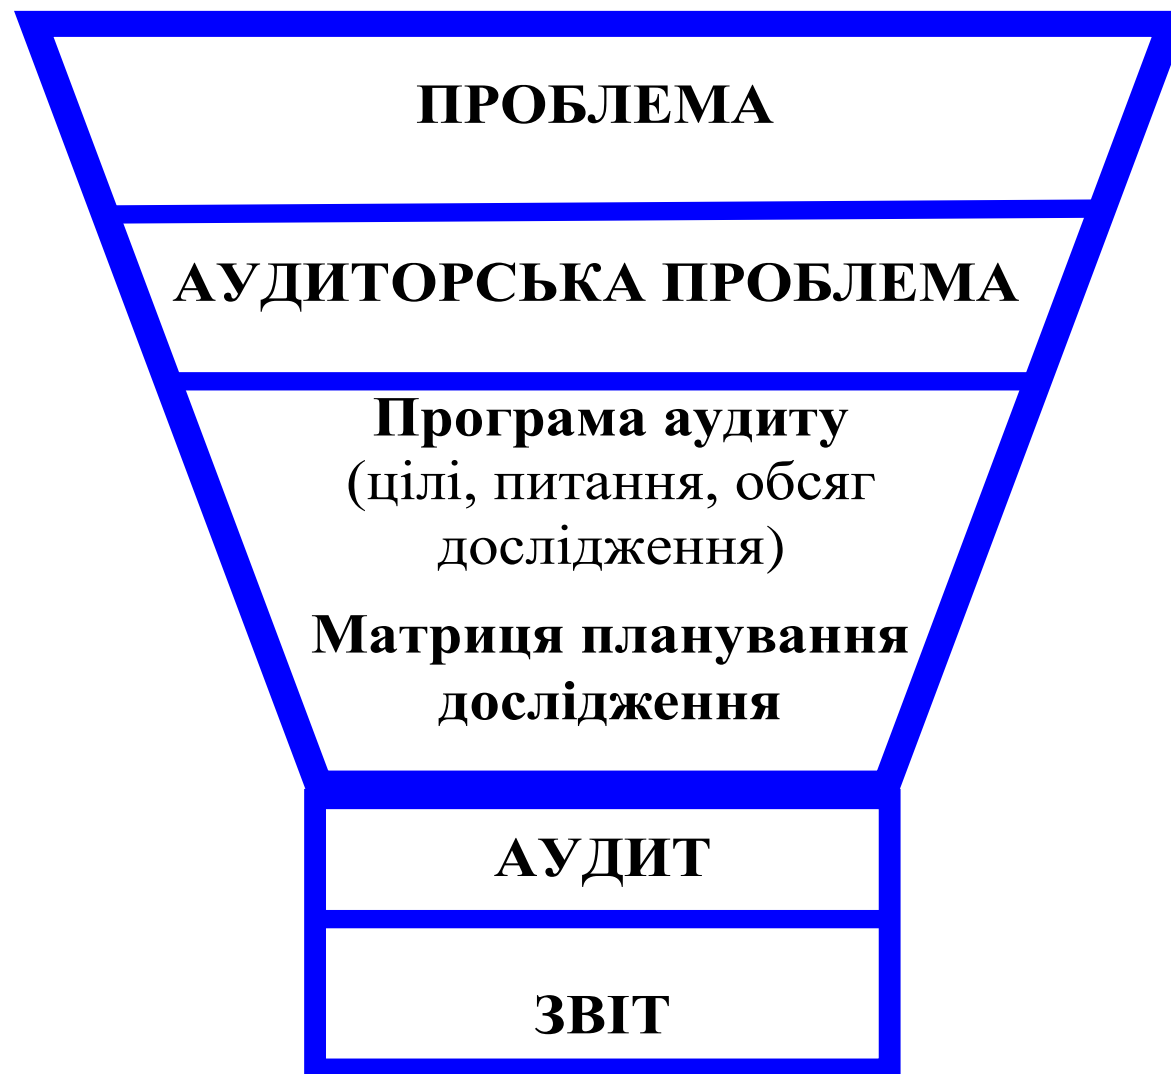 ПРОБЛЕМА
АУДИТОРСЬКА ПРОБЛЕМА
Програма аудиту
(цілі, питання, обсяг
дослідження)
Матриця планування
дослідження
АУДИТ
ЗВІТ